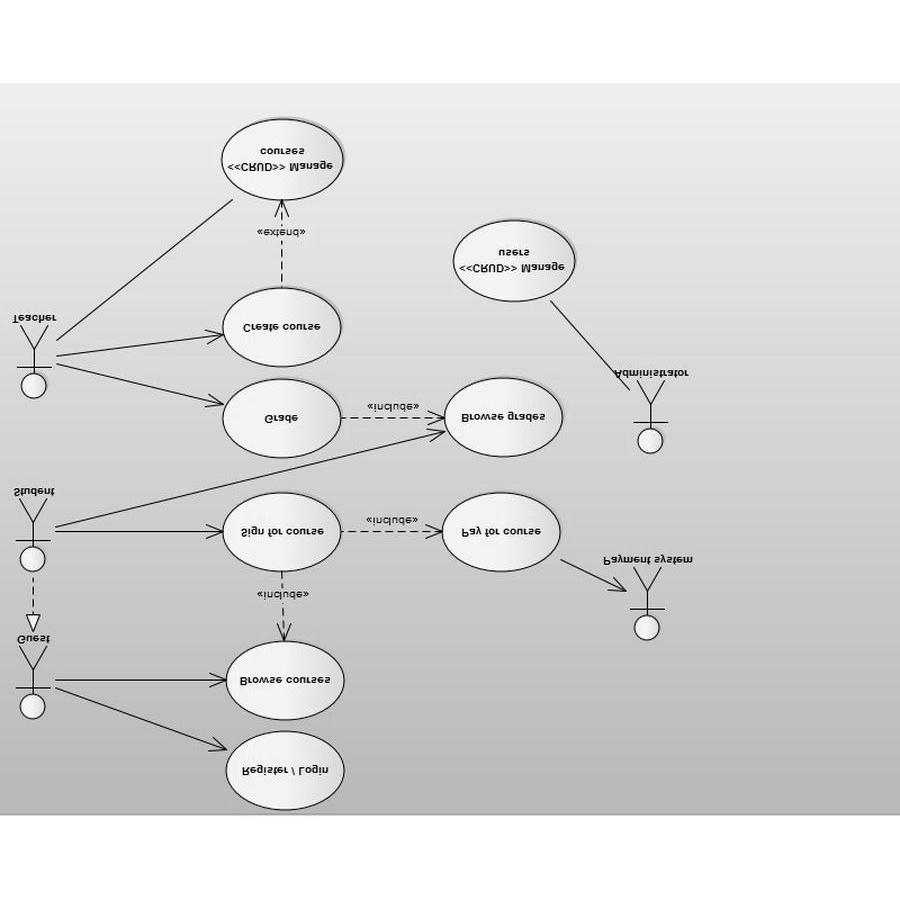 Register / Login
Browse courses
Guest
«include»
Payment system
Student
Sign for course
«include»
Pay for course
Grade
«include»
Browse grades
Administrator
Teacher
Create course
«extend»
<<CRUD>> Manage
users
<<CRUD>> Manage
courses